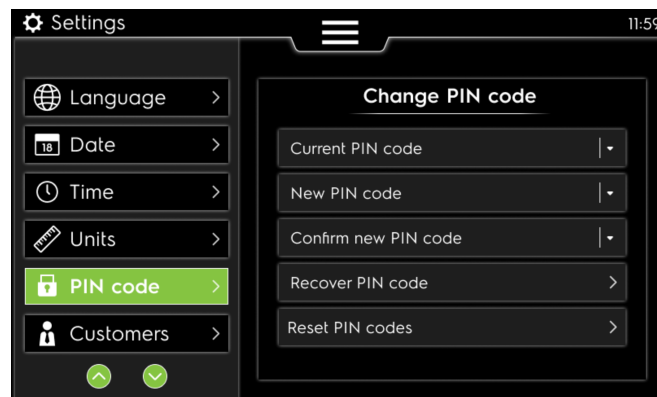 Settings
11:59
Language
18 Date
Time
Units
PIN code
Customers
Change PIN code
Current PIN code
New PIN code
Confirm new PIN code
Recover PIN code
Reset PIN codes